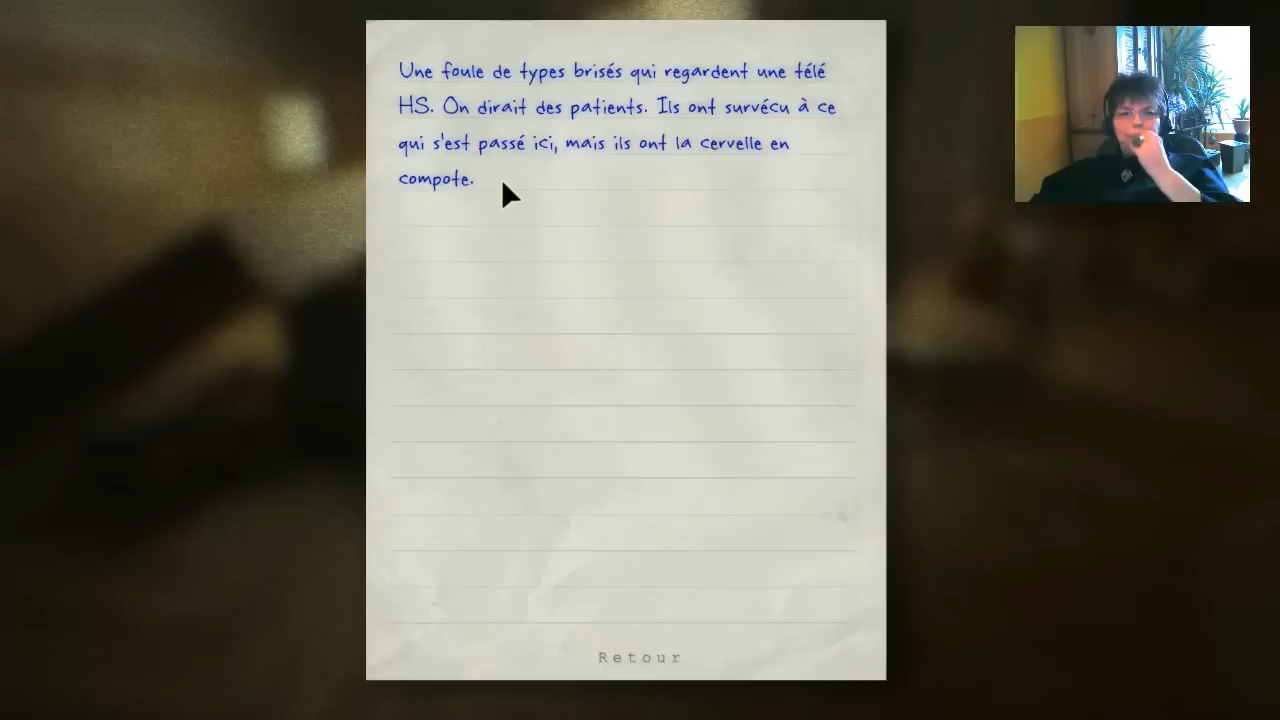 Une foule de types brisés qui regardent une télé
HS. On dirait des patients. Ils ont survécu à ce
qui s'est passé ici, mais ils ont la cervelle en
compote.
Retour